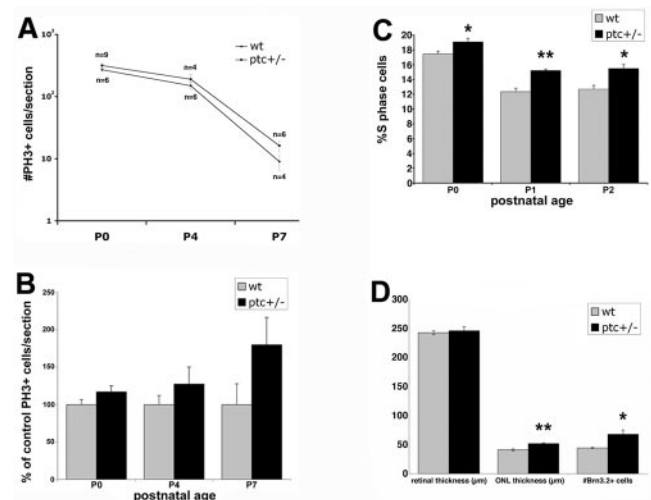 A
wt
ptc+/-
#PH3+ cells/section
10³
10²
10
1
n=9
n=6
n=4
n=6
n=6
n=4
P0 P4 P7
B
wt
ptc+/-
% of control PH3+ cells/section
250
200
150
100
50
0
P0 P4 P7
postnatal age
C
wt
ptc+/-
%S phase cells
20
18
16
14
12
10
8
6
4
2
0
* ** *
P0 P1 P2
postnatal age
D
wt
ptc+/-
300
250
200
150
100
50
0
** *
retinal thickness (µm) ONL thickness (µm) #Brn3.2+ cells